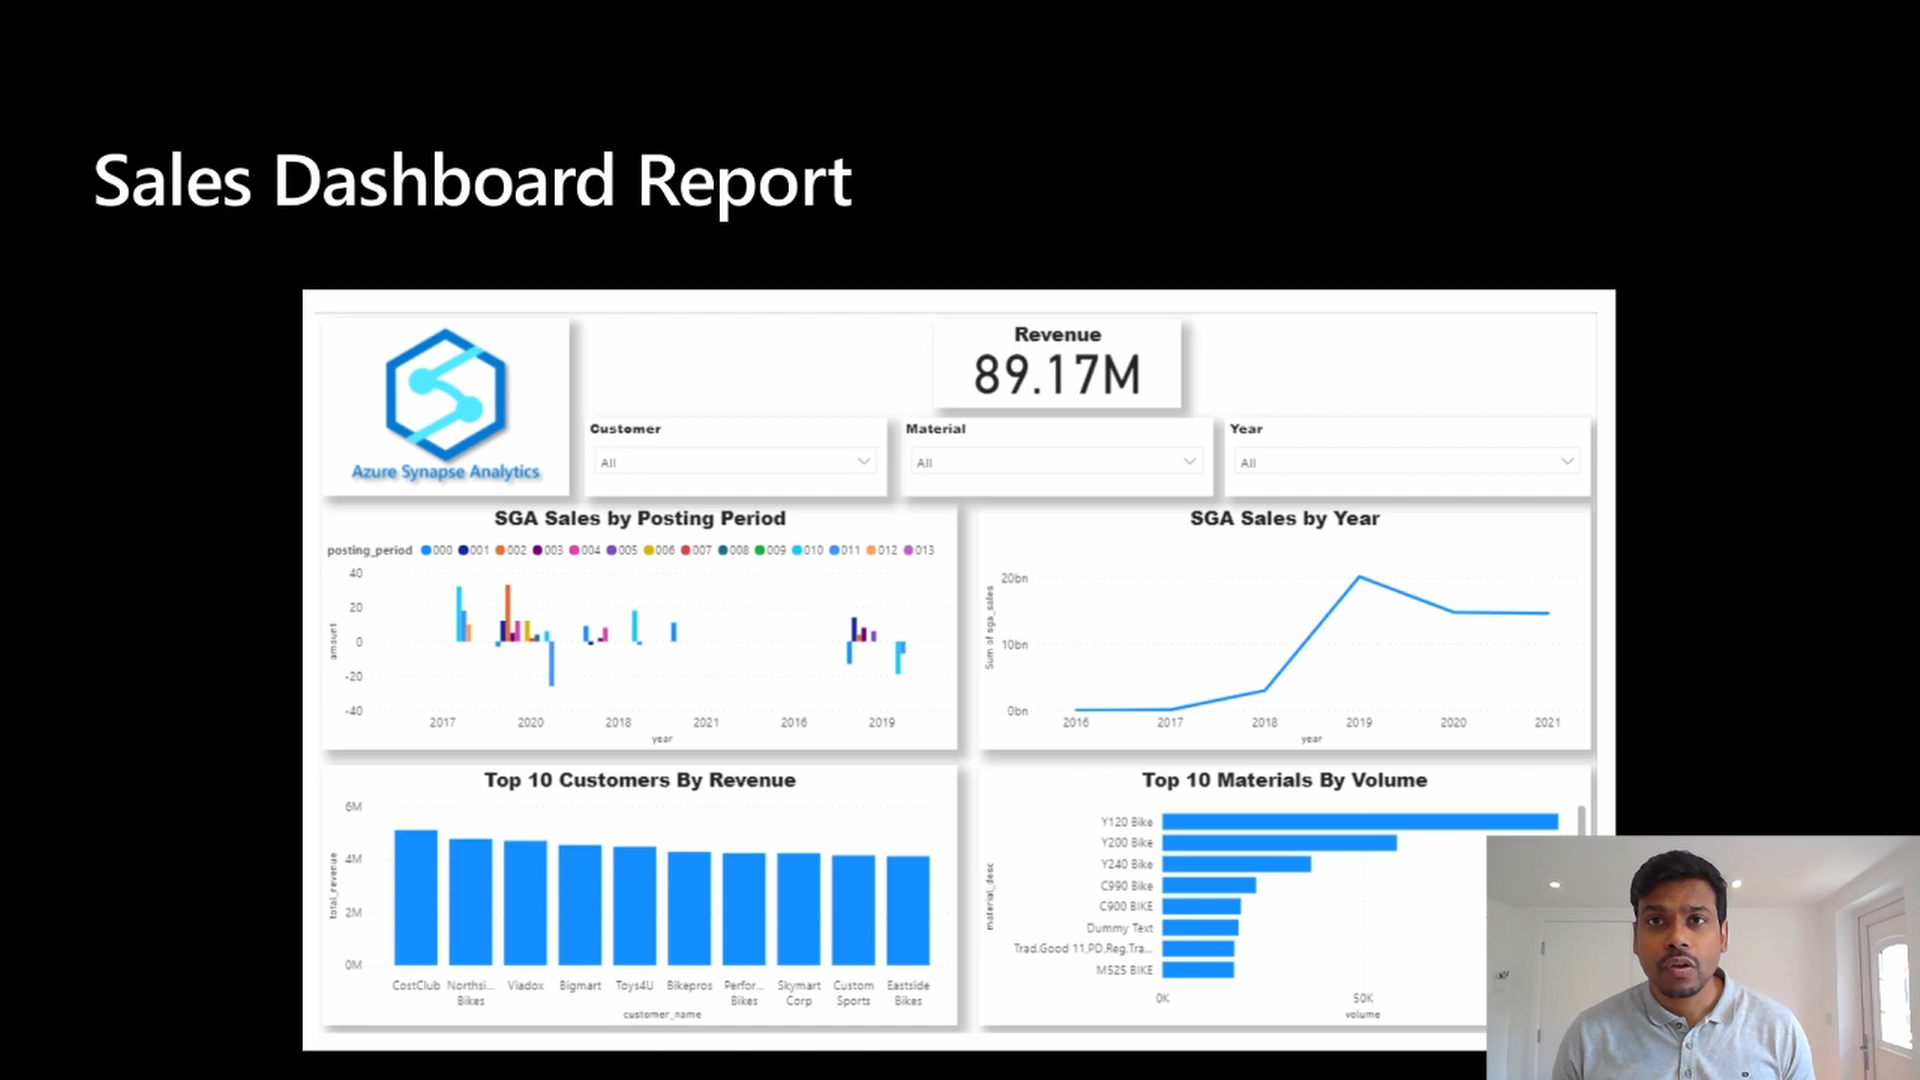 Sales Dashboard Report
Azure Synapse Analytics
Revenue
89.17M
Customer
All
Material
All
Year
All
SGA Sales by Posting Period
posting_period 000 001 002 003 004 005 006 007 008 009 010 011 012 013
40
20
0
-20
-40
amount
2017 2020 2018 2021 2016 2019
year
SGA Sales by Year
20bn
10bn
0bn
Sum of sga_sales
2016 2017 2018 2019 2020 2021
year
Top 10 Customers By Revenue
6M
4M
2M
0M
total_revenue
CostClub Northsi... Viadox Bigmart Toys4U Bikepros Perfor... Skymart Custom Eastside
Bikes Bikes Corp Sports Bikes
customer_name
Top 10 Materials By Volume
Y120 Bike
Y200 Bike
Y240 Bike
C990 Bike
C900 BIKE
Dummy Text
Trad.Good 11,PD,Reg.Tra...
M525 BIKE
material_desc
0K 50K
volume